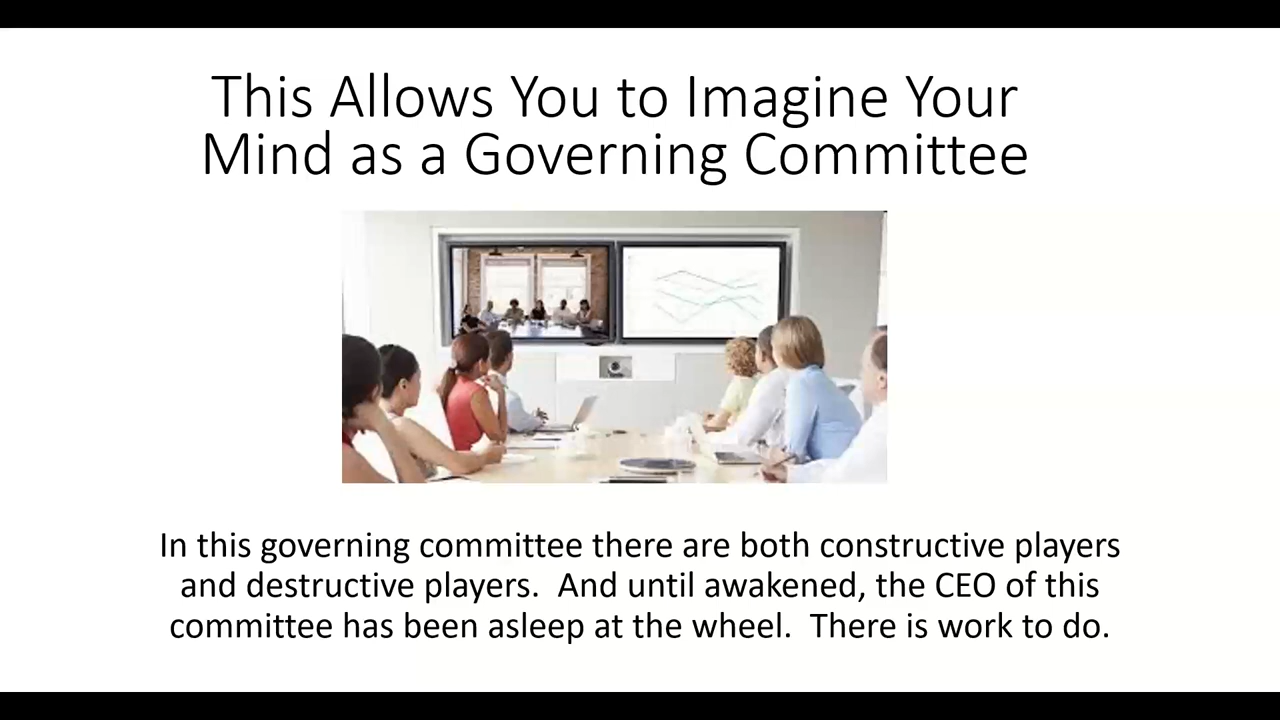 This Allows You to Imagine Your
Mind as a Governing Committee
In this governing committee there are both constructive players
and destructive players.  And until awakened, the CEO of this
committee has been asleep at the wheel.  There is work to do.